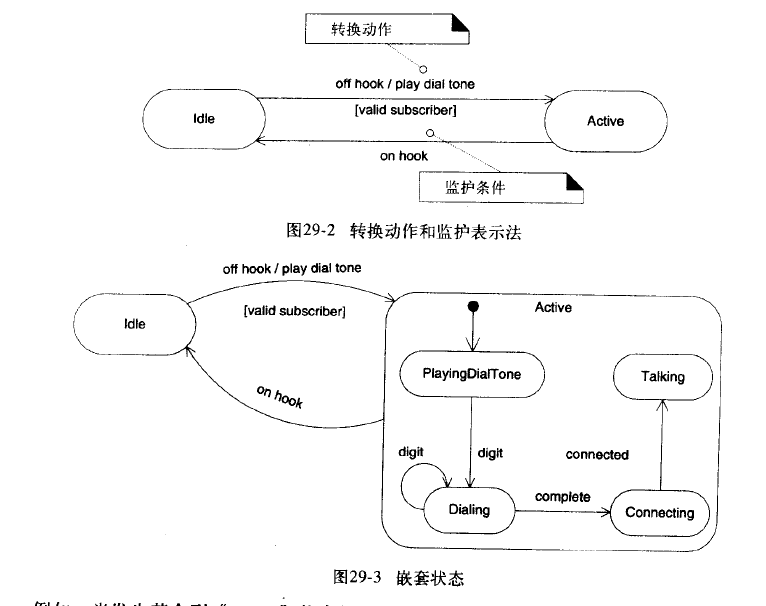 转换动作
off hook / play dial tone
Idle
[valid subscriber]
Active
on hook
监护条件
图29-2 转换动作和监护表示法
off hook / play dial tone
Idle
[valid subscriber]
on hook
Active
PlayingDialTone
Talking
digit
digit
connected
Dialing
complete
Connecting
图29-3 嵌套状态